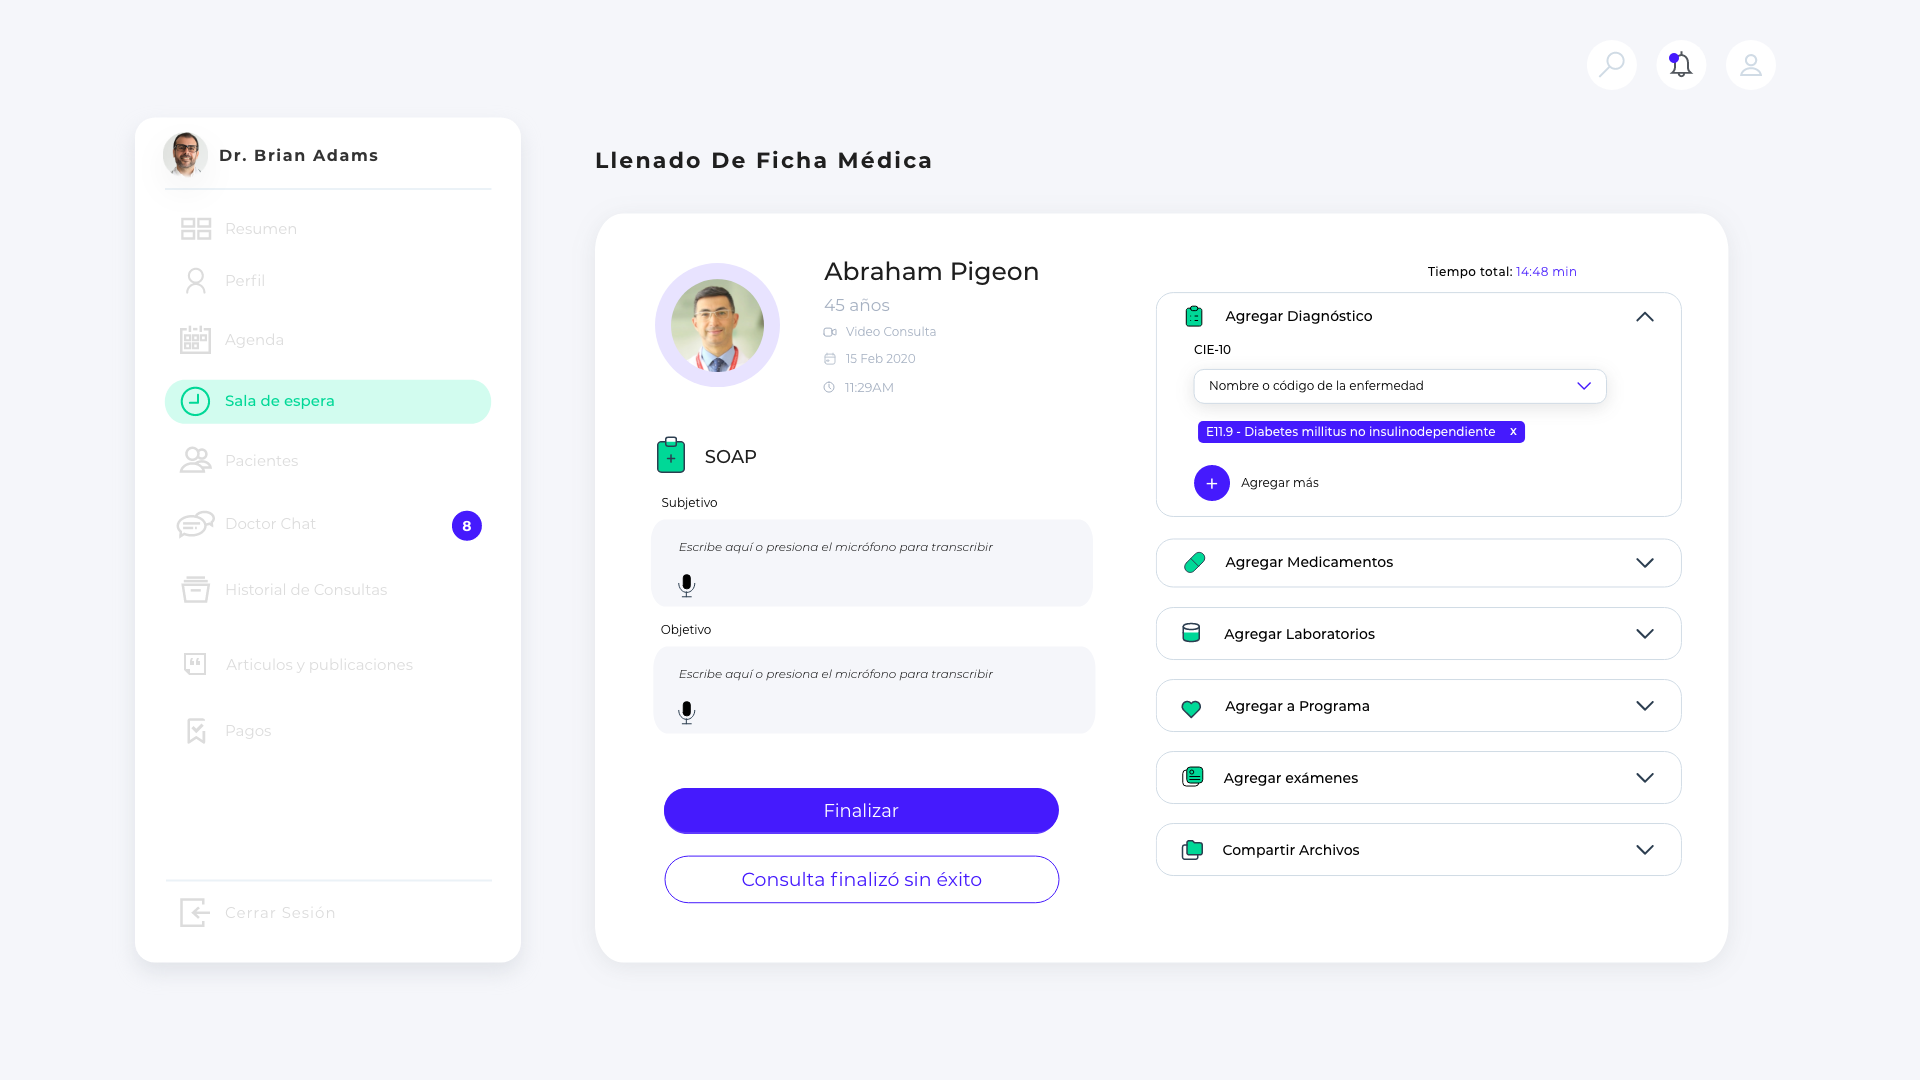 Dr. Brian Adams
Resumen
Perfil
Agenda
Sala de espera
Pacientes
Doctor Chat
8
Historial de Consultas
Articulos y publicaciones
Pagos
Cerrar Sesión
Llenado De Ficha Médica
Abraham Pigeon
45 años
Video Consulta
15 Feb 2020
11:29AM
SOAP
Subjetivo
Escribe aquí o presiona el micrófono para transcribir
Objetivo
Escribe aquí o presiona el micrófono para transcribir
Finalizar
Consulta finalizó sin éxito
Tiempo total: 14:48 min
Agregar Diagnóstico
CIE-10
Nombre o código de la enfermedad
E11.9 - Diabetes millitus no insulinodependiente x
+ Agregar más
Agregar Medicamentos
Agregar Laboratorios
Agregar a Programa
Agregar exámenes
Compartir Archivos